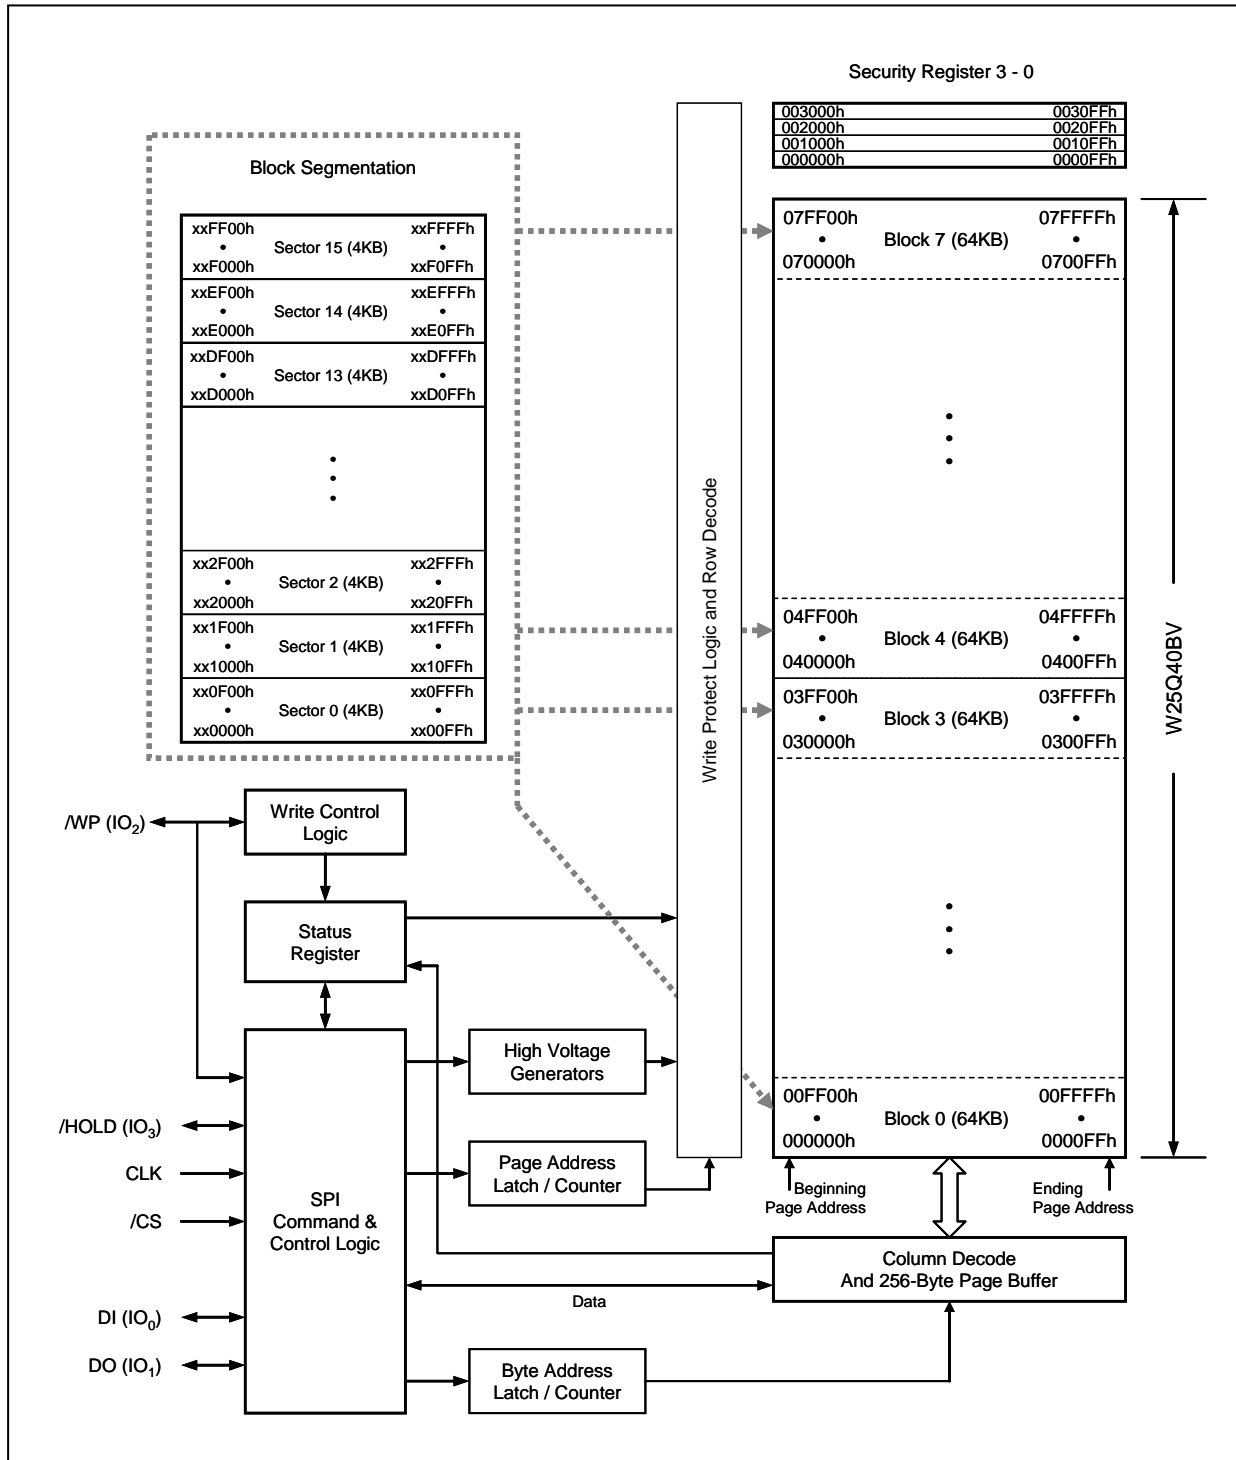 Security Register 3 - 0
003000h 0030FFh
002000h 0020FFh
001000h 0010FFh
000000h 0000FFh
Block Segmentation
xxFF00h xxFFFFh
• Sector 15 (4KB) •
xxF000h xxF0FFh
xxEF00h xxEFFFh
• Sector 14 (4KB) •
xxE000h xxE0FFh
xxDF00h xxDFFFh
• Sector 13 (4KB) •
xxD000h xxD0FFh
xx2F00h xx2FFFh
• Sector 2 (4KB) •
xx2000h xx20FFh
xx1F00h xx1FFFh
• Sector 1 (4KB) •
xx1000h xx10FFh
xx0F00h xx0FFFh
• Sector 0 (4KB) •
xx0000h xx00FFh
Write Protect Logic and Row Decode
07FF00h 07FFFFh
• Block 7 (64KB) •
070000h 0700FFh
04FF00h 04FFFFh
• Block 4 (64KB) •
040000h 0400FFh
03FF00h 03FFFFh
• Block 3 (64KB) •
030000h 0300FFh
00FF00h 00FFFFh
• Block 0 (64KB) •
000000h 0000FFh
W25Q40BV
Beginning
Page Address
Ending
Page Address
/WP (IO2)
Write Control
Logic
Status
Register
High Voltage
Generators
/HOLD (IO3)
CLK
/CS
Page Address
Latch / Counter
SPI
Command &
Control Logic
Column Decode
And 256-Byte Page Buffer
Data
DI (IO0)
DO (IO1)
Byte Address
Latch / Counter